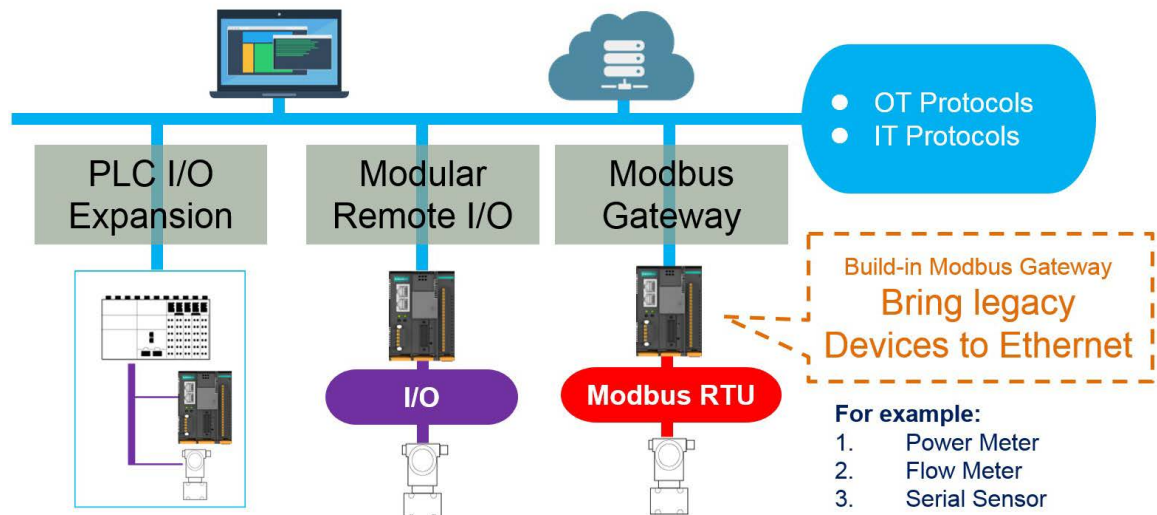 OT Protocols
IT Protocols
PLC I/O
Expansion
Modular
Remote I/O
Modbus
Gateway
Build-in Modbus Gateway
Bring legacy
Devices to Ethernet
I/O
Modbus RTU
For example:
1. Power Meter
2. Flow Meter
3. Serial Sensor